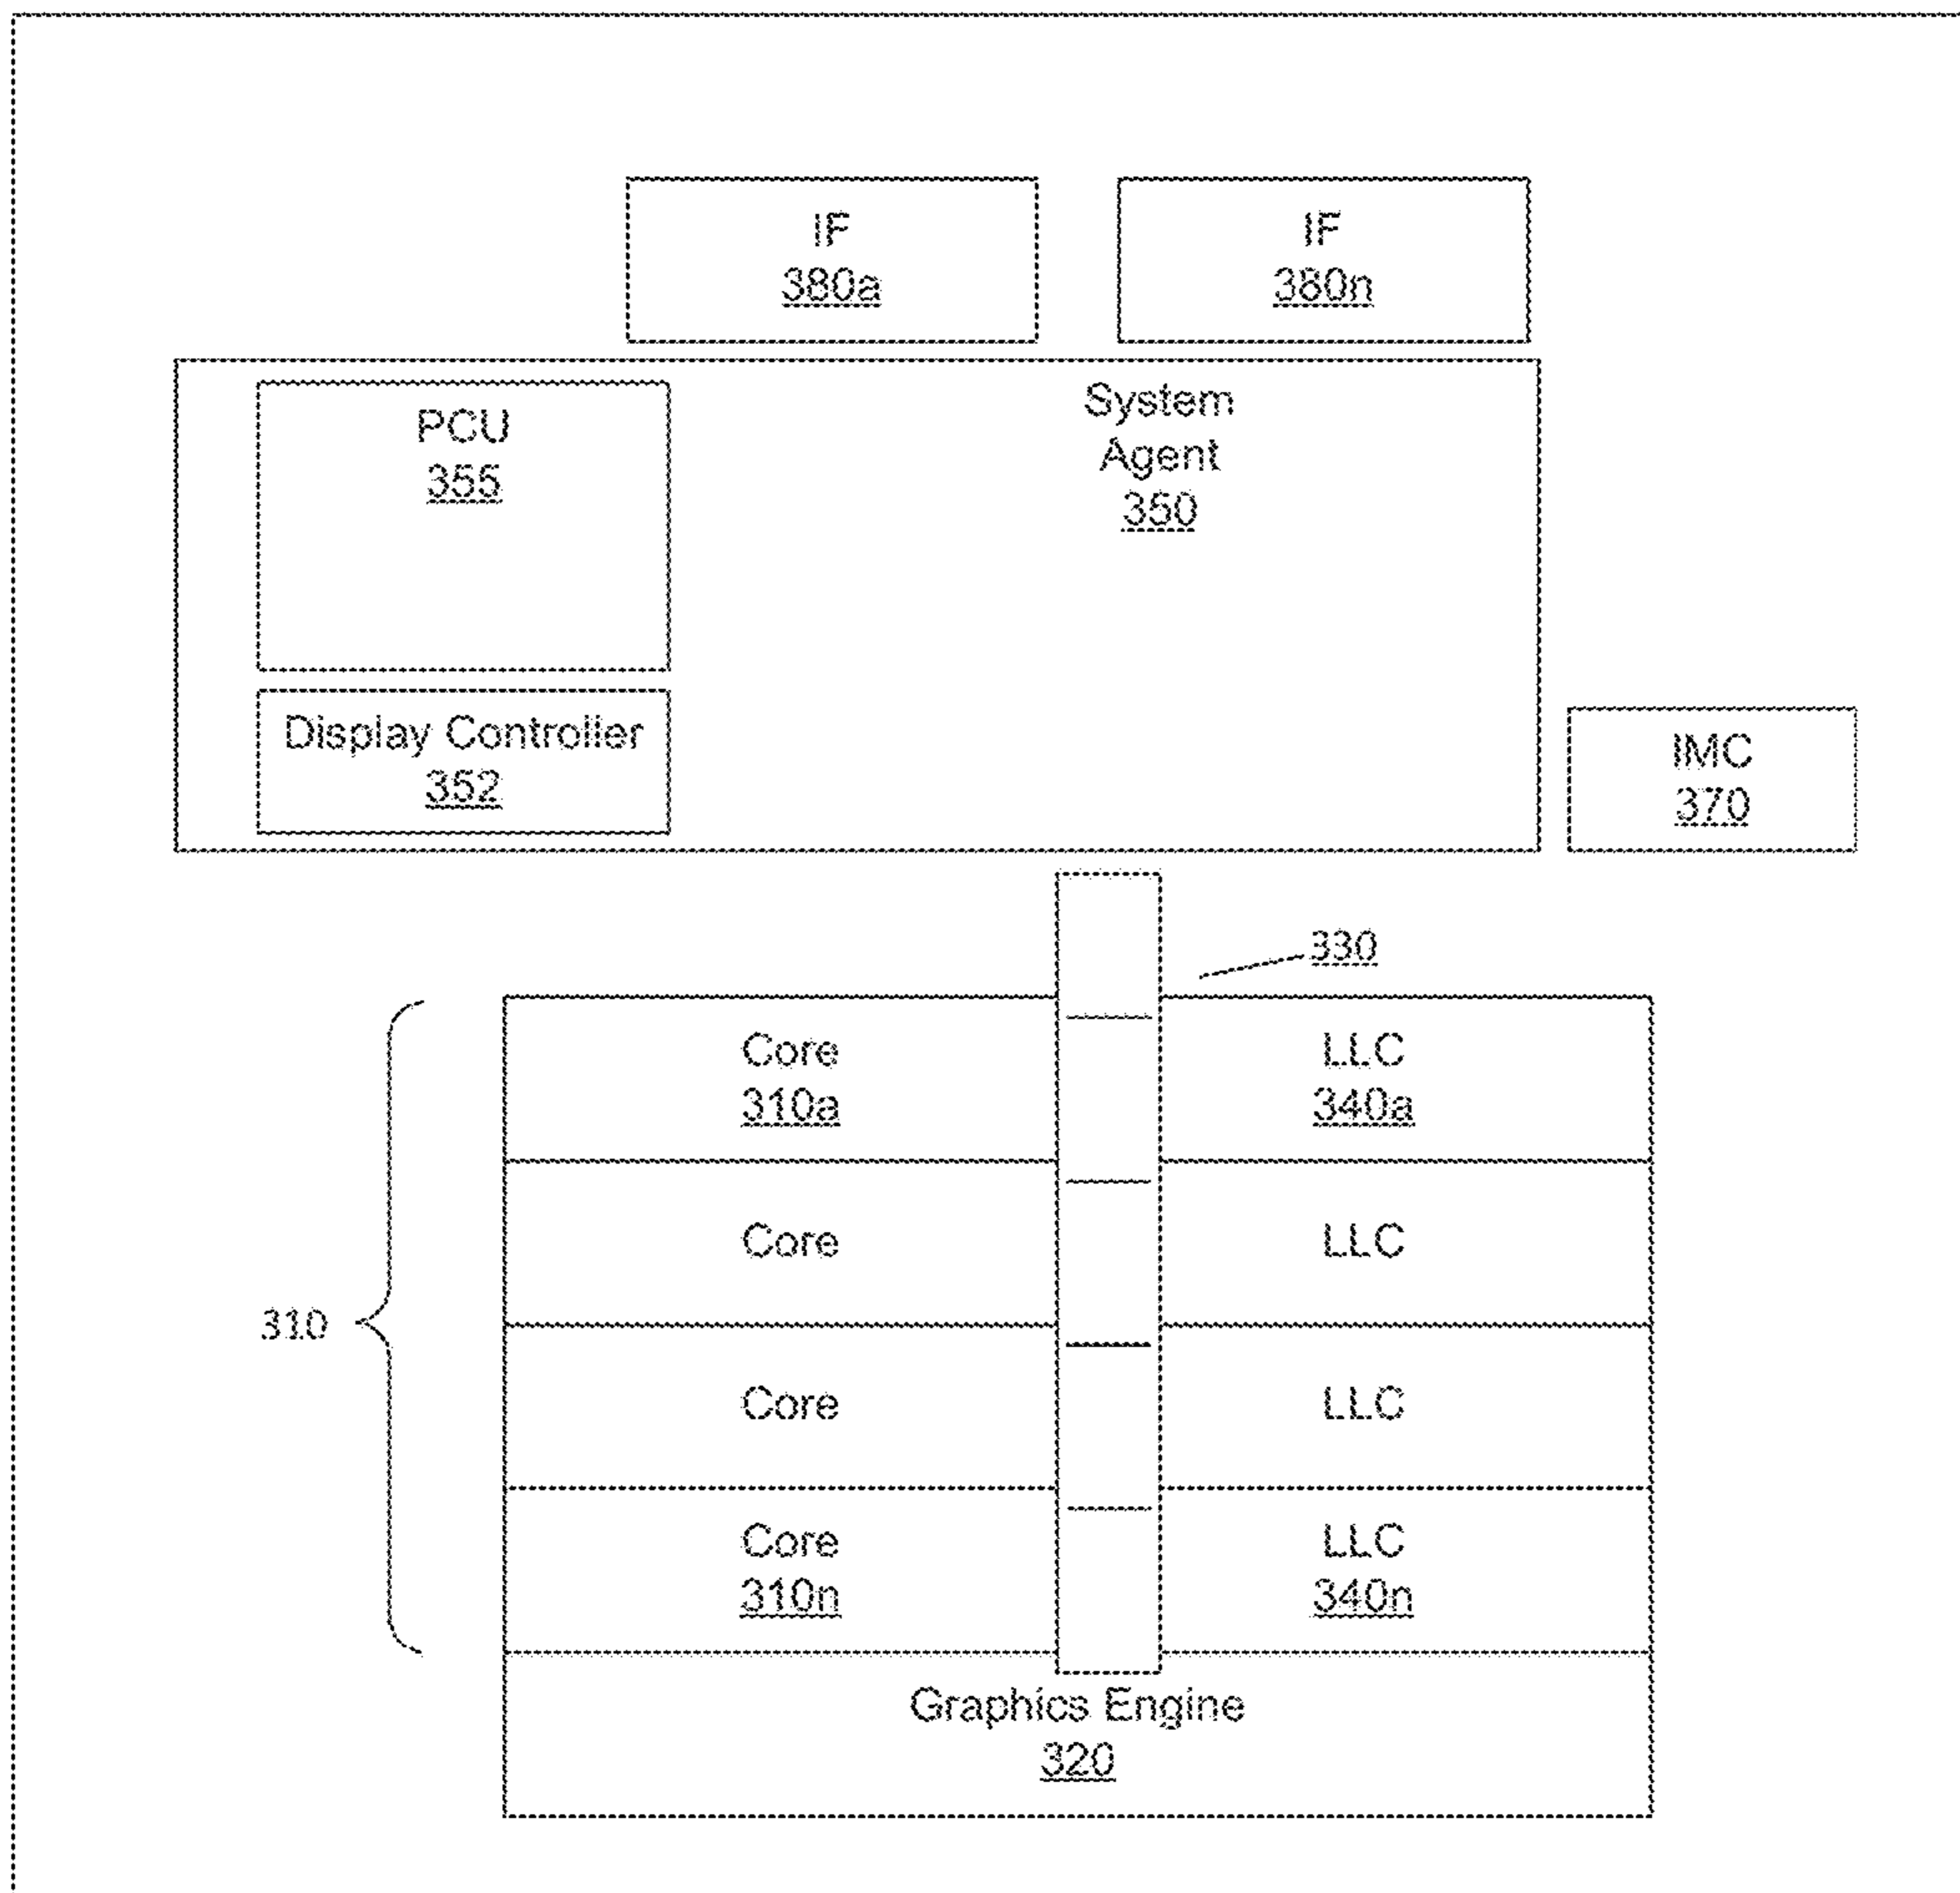 IF
380a
IF
380n
PCU
355
System
Agent
350
Display Controller
352
IMC
370
330
Core
310a
LLC
340a
Core
LLC
310
Core
LLC
Core
310n
LLC
340n
Graphics Engine
320